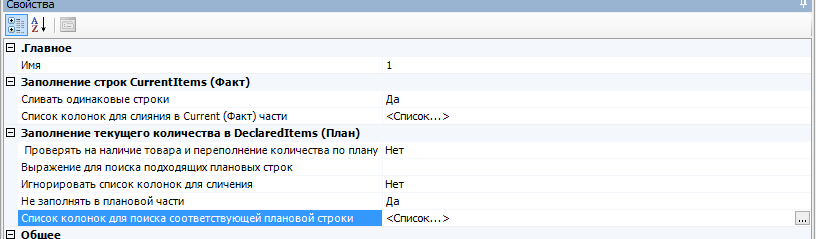 Свойства
.Главное
Имя 1
Заполнение строк CurrentItems (Факт)
Сливать одинаковые строки Да
Список колонок для слияния в Current (Факт) части <Список...>
Заполнение текущего количества в DeclaredItems (План)
Проверять на наличие товара и переполнение количества по плану Нет
Выражение для поиска подходящих плановых строк
Игнорировать список колонок для сличения Нет
Не заполнять в плановой части Да
Список колонок для поиска соответствующей плановой строки <Список...> ...
Общее